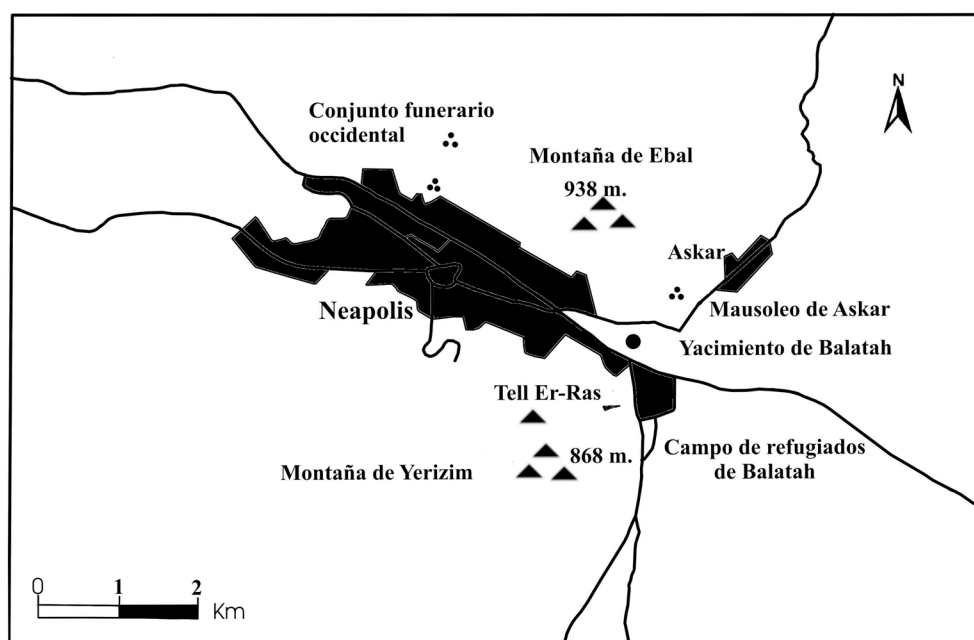 N
Conjunto funerario
occidental
Montaña de Ebal
938 m.
Askar
Neapolis
Mausoleo de Askar
Yacimiento de Balatah
Tell Er-Ras
868 m.
Montaña de Yerizim
Campo de refugiados
de Balatah
0 1 2
Km